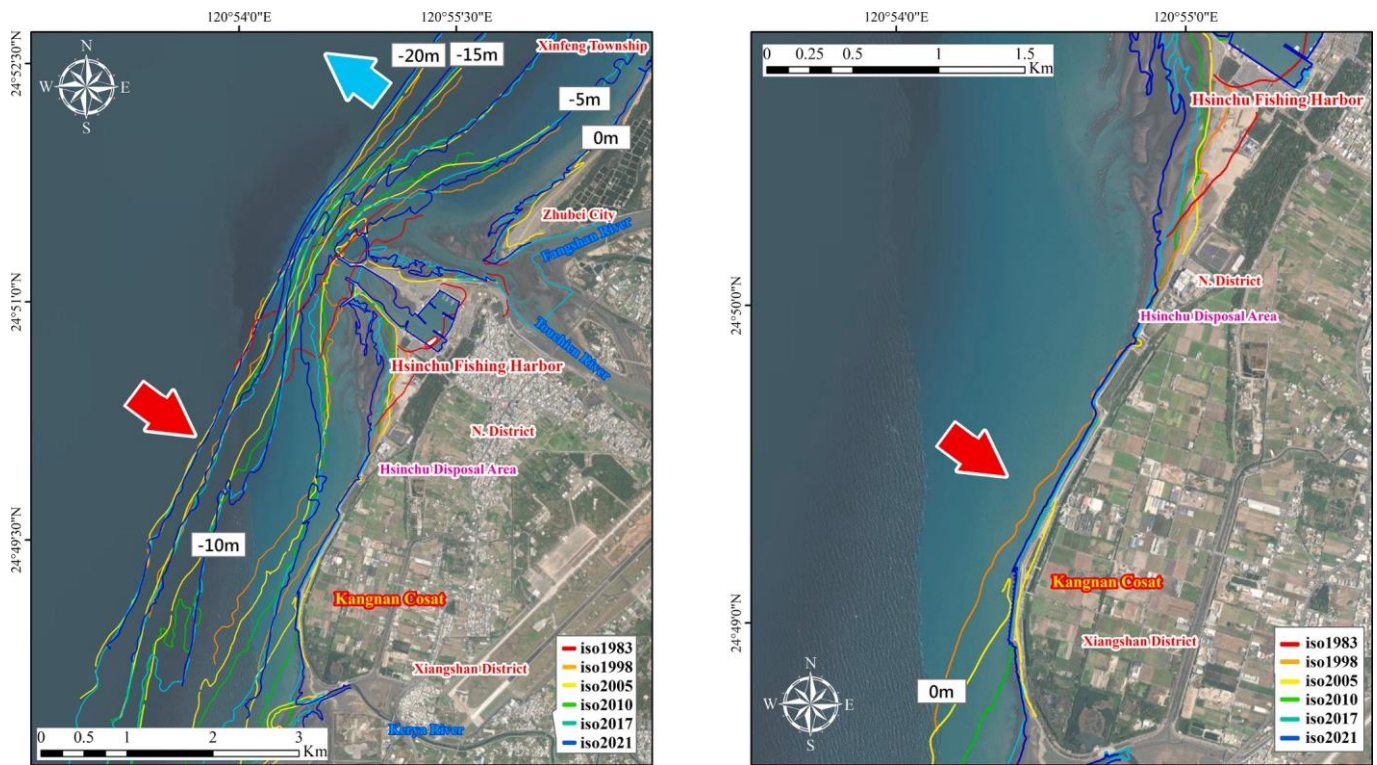 120°54'0"E 120°55'30"E
24°52'30"N
24°51'0"N
24°49'30"N
N
W E
S
-20m -15m
Xinfeng Township
-5m
0m
Zhubei City
Fangshan River
Touchien River
Hsinchu Fishing Harbor
N. District
Hsinchu Disposal Area
-10m
Kangnan Cosat
Xiangshan District
Kerya River
iso1983
iso1998
iso2005
iso2010
iso2017
iso2021
0 0.5 1 2 3
Km
120°54'0"E 120°55'0"E
24°50'0"N
24°49'0"N
0 0.25 0.5 1 1.5
Km
Hsinchu Fishing Harbor
N. District
Hsinchu Disposal Area
Kangnan Cosat
Xiangshan District
0m
N
W E
S
iso1983
iso1998
iso2005
iso2010
iso2017
iso2021